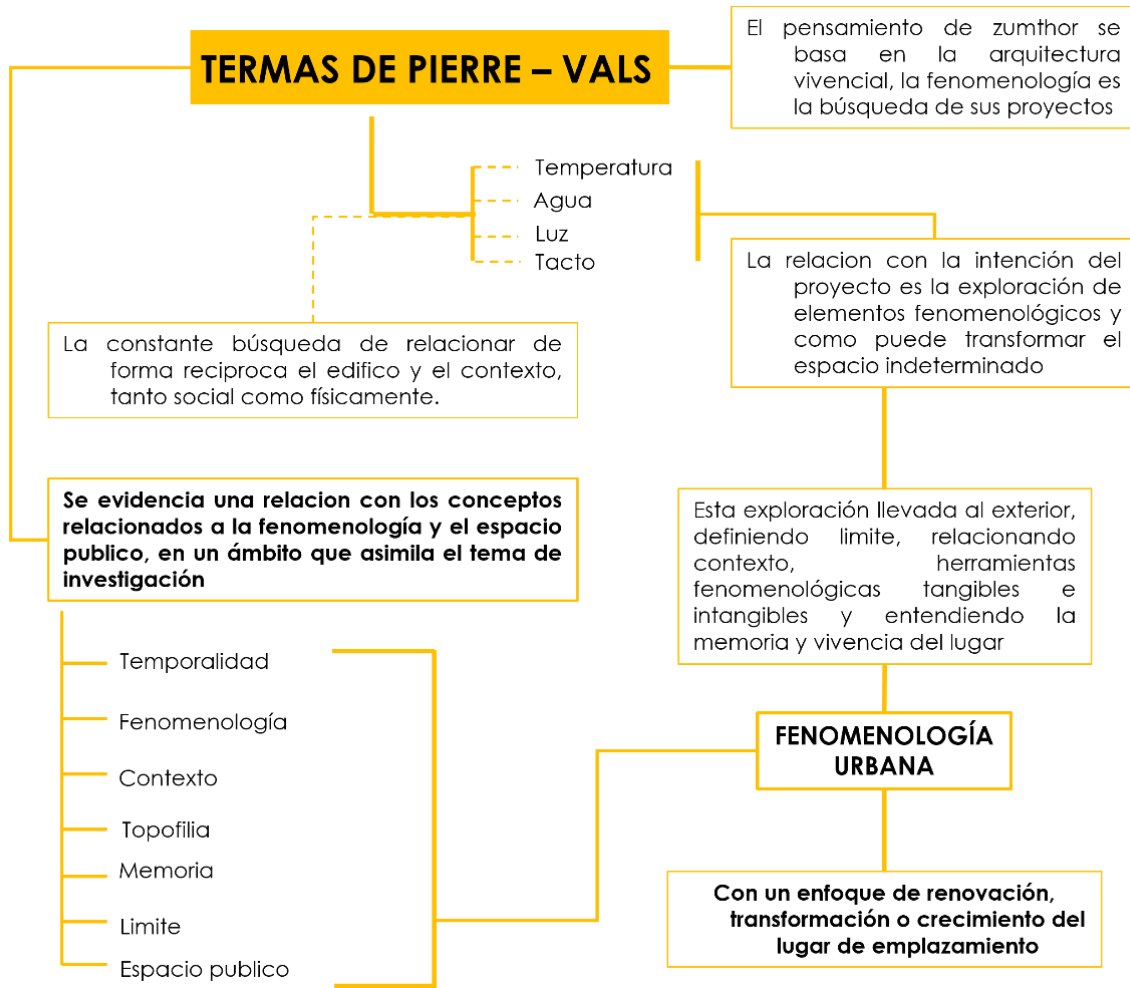 TERMAS DE PIERRE – VALS
El pensamiento de zumthor se
basa en la arquitectura
vivencial, la fenomenología es
la búsqueda de sus proyectos
Temperatura
Agua
Luz
Tacto
La relacion con la intención del
proyecto es la exploración de
elementos fenomenológicos y
como puede transformar el
espacio indeterminado
La constante búsqueda de relacionar de
forma reciproca el edifico y el contexto,
tanto social como físicamente.
Se evidencia una relacion con los conceptos
relacionados a la fenomenología y el espacio
publico, en un ámbito que asimila el tema de
investigación
Esta exploración llevada al exterior,
definiendo limite, relacionando
contexto, herramientas
fenomenológicas tangibles e
intangibles y entendiendo la
memoria y vivencia del lugar
Temporalidad
Fenomenología
Contexto
Topofilia
Memoria
Limite
Espacio publico
FENOMENOLOGÍA
URBANA
Con un enfoque de renovación,
transformación o crecimiento del
lugar de emplazamiento